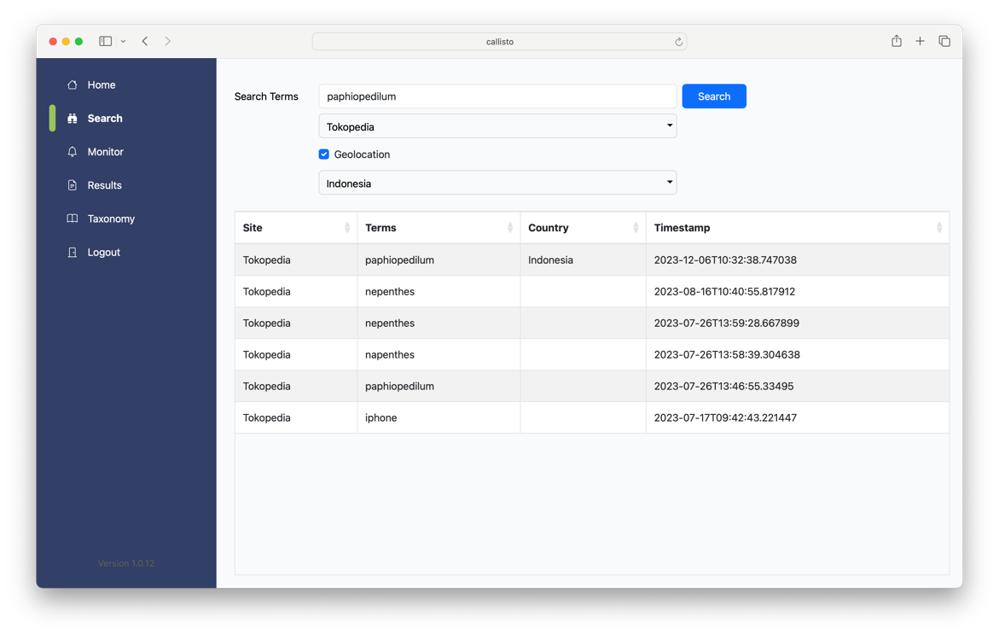 callisto
Home
Search
Monitor
Results
Taxonomy
Logout
Version 1.0.12
Search Terms paphiopedilum Search
Tokopedia
Geolocation
Indonesia
Site Terms Country Timestamp
Tokopedia paphiopedilum Indonesia 2023-12-06T10:32:38.747038
Tokopedia nepenthes 2023-08-16T10:40:55.817912
Tokopedia nepenthes 2023-07-26T13:59:28.667899
Tokopedia napenthes 2023-07-26T13:58:39.304638
Tokopedia paphiopedilum 2023-07-26T13:46:55.33495
Tokopedia iphone 2023-07-17T09:42:43.221447